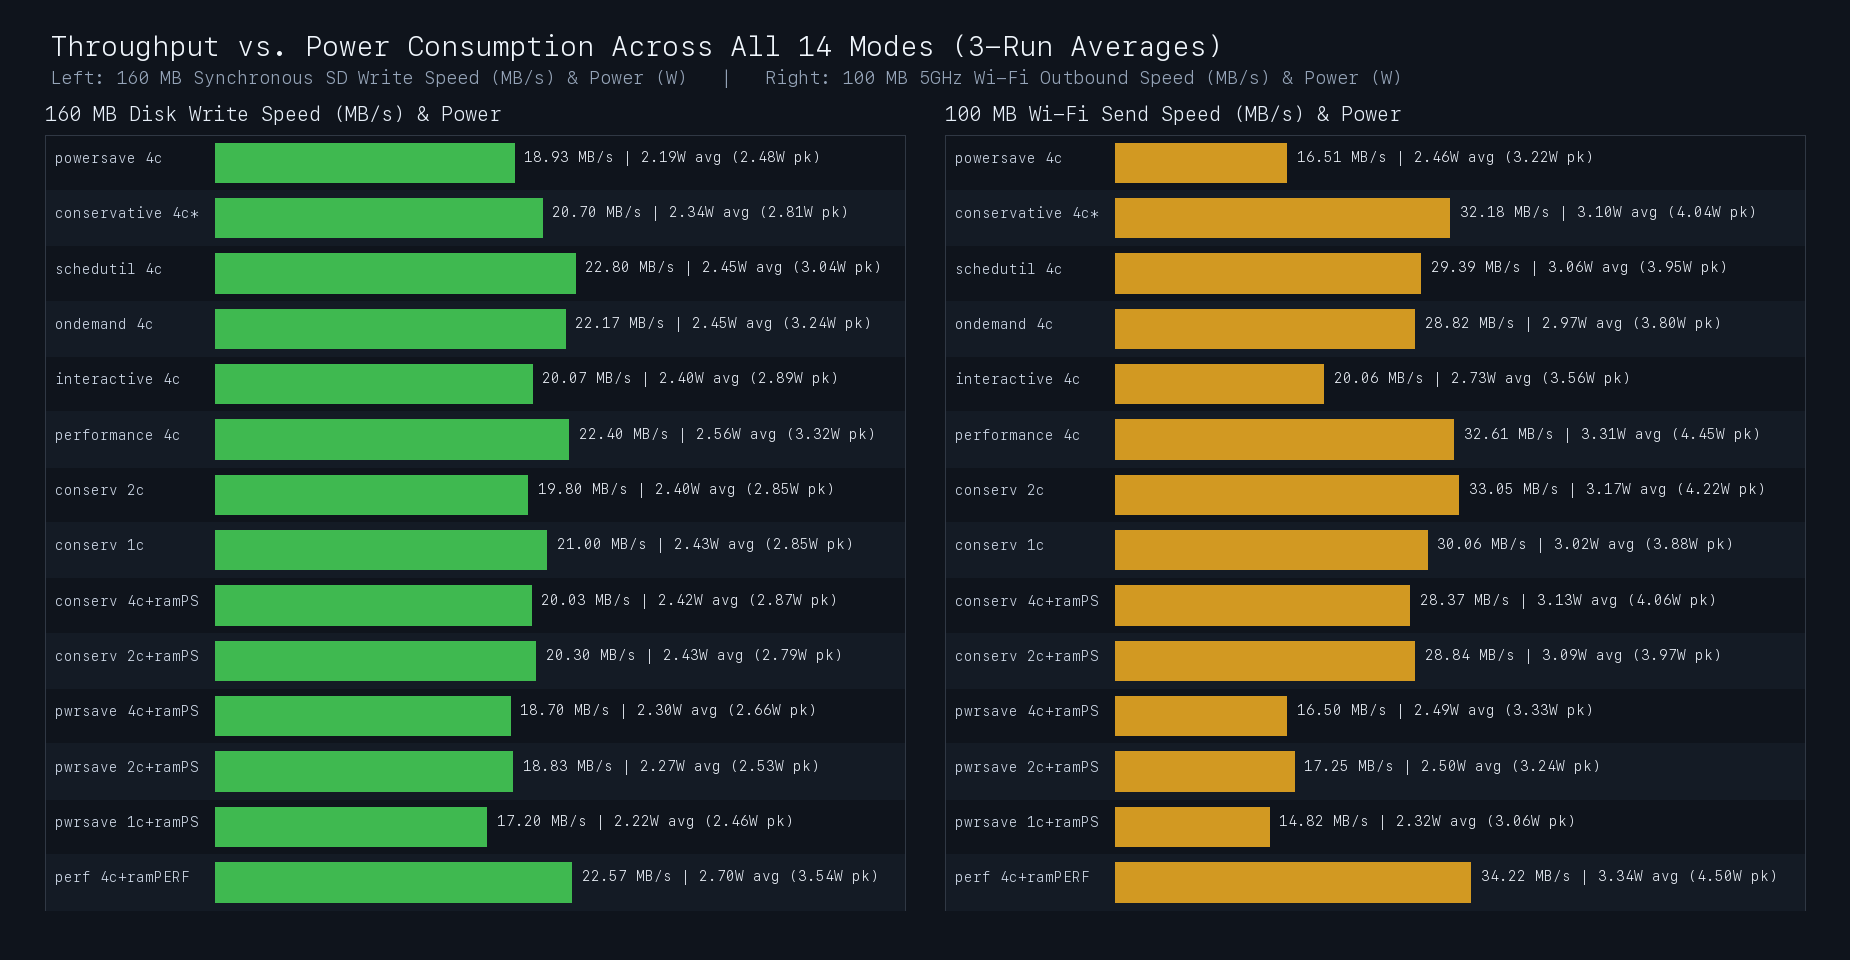 Throughput vs. Power Consumption Across All 14 Modes (3–Run Averages)
Left: 160 MB Synchronous SD Write Speed (MB/s) & Power (W)   |   Right: 100 MB 5GHz Wi–Fi Outbound Speed (MB/s) & Power (W)
160 MB Disk Write Speed (MB/s) & Power
powersave 4c 18.93 MB/s | 2.19W avg (2.48W pk)
conservative 4c* 20.70 MB/s | 2.34W avg (2.81W pk)
schedutil 4c 22.80 MB/s | 2.45W avg (3.04W pk)
ondemand 4c 22.17 MB/s | 2.45W avg (3.24W pk)
interactive 4c 20.07 MB/s | 2.40W avg (2.89W pk)
performance 4c 22.40 MB/s | 2.56W avg (3.32W pk)
conserv 2c 19.80 MB/s | 2.40W avg (2.85W pk)
conserv 1c 21.00 MB/s | 2.43W avg (2.85W pk)
conserv 4c+ramPS 20.03 MB/s | 2.42W avg (2.87W pk)
conserv 2c+ramPS 20.30 MB/s | 2.43W avg (2.79W pk)
pwrsave 4c+ramPS 18.70 MB/s | 2.30W avg (2.66W pk)
pwrsave 2c+ramPS 18.83 MB/s | 2.27W avg (2.53W pk)
pwrsave 1c+ramPS 17.20 MB/s | 2.22W avg (2.46W pk)
perf 4c+ramPERF 22.57 MB/s | 2.70W avg (3.54W pk)
100 MB Wi–Fi Send Speed (MB/s) & Power
powersave 4c 16.51 MB/s | 2.46W avg (3.22W pk)
conservative 4c* 32.18 MB/s | 3.10W avg (4.04W pk)
schedutil 4c 29.39 MB/s | 3.06W avg (3.95W pk)
ondemand 4c 28.82 MB/s | 2.97W avg (3.80W pk)
interactive 4c 20.06 MB/s | 2.73W avg (3.56W pk)
performance 4c 32.61 MB/s | 3.31W avg (4.45W pk)
conserv 2c 33.05 MB/s | 3.17W avg (4.22W pk)
conserv 1c 30.06 MB/s | 3.02W avg (3.88W pk)
conserv 4c+ramPS 28.37 MB/s | 3.13W avg (4.06W pk)
conserv 2c+ramPS 28.84 MB/s | 3.09W avg (3.97W pk)
pwrsave 4c+ramPS 16.50 MB/s | 2.49W avg (3.33W pk)
pwrsave 2c+ramPS 17.25 MB/s | 2.50W avg (3.24W pk)
pwrsave 1c+ramPS 14.82 MB/s | 2.32W avg (3.06W pk)
perf 4c+ramPERF 34.22 MB/s | 3.34W avg (4.50W pk)